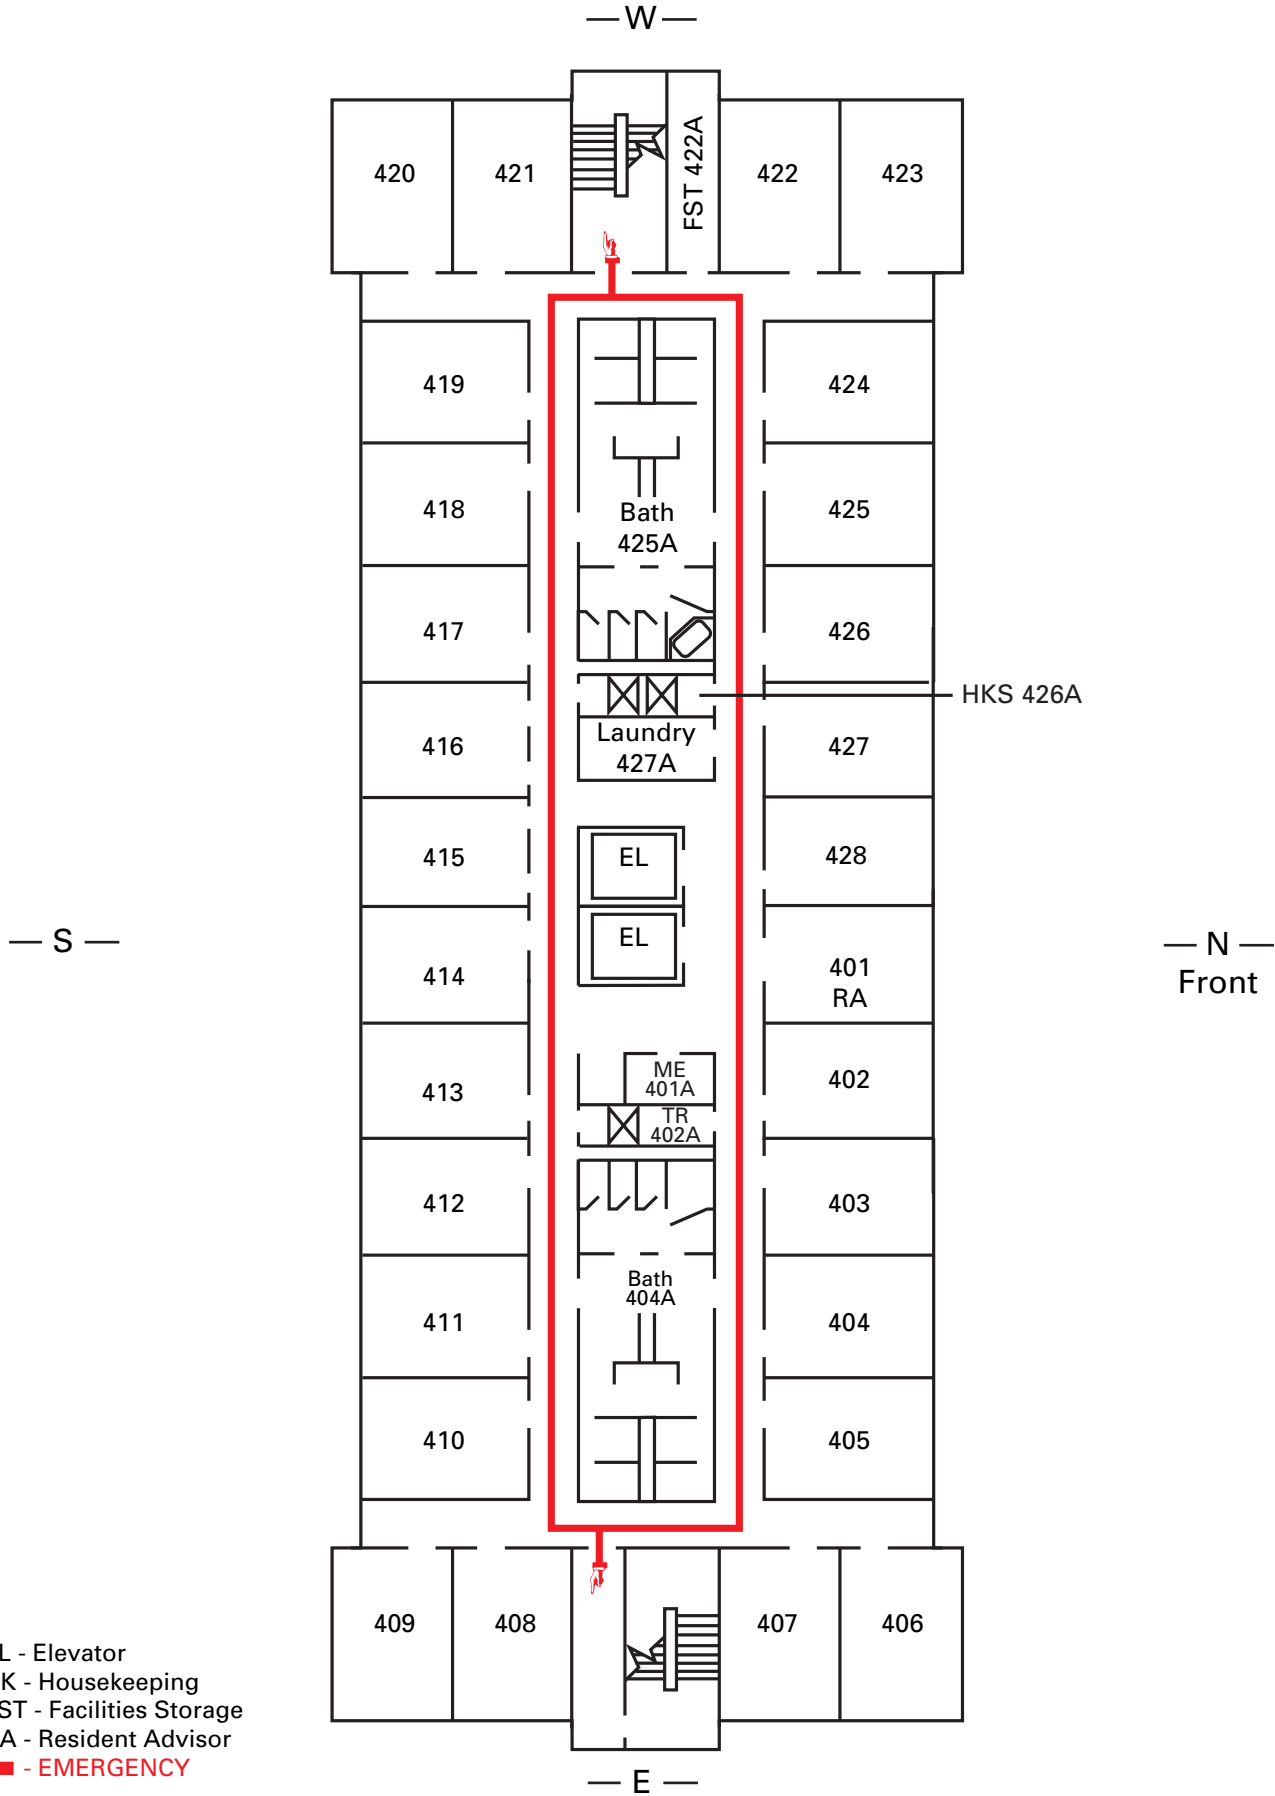 — W —
420
421
FST 422A
422
423
419
424
418
Bath
425A
425
417
426
HKS 426A
416
Laundry
427A
427
415
EL
428
— S —
EL
— N —
Front
414
401
RA
413
ME
401A
402
TR
402A
412
403
Bath
404A
411
404
410
405
409
408
407
406
L - Elevator
K - Housekeeping
ST - Facilities Storage
A - Resident Advisor
- EMERGENCY
— E —